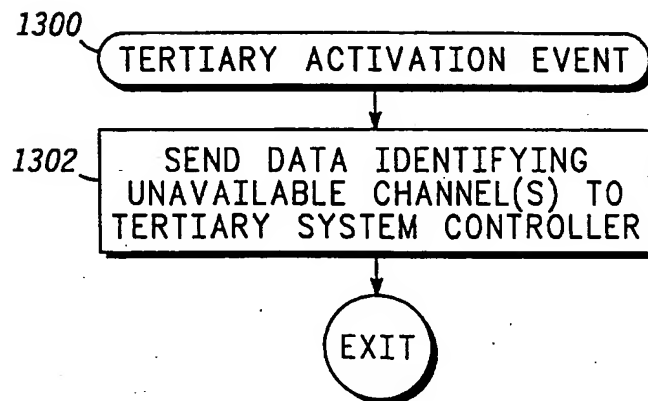 1300
TERTIARY ACTIVATION EVENT
1302
SEND DATA IDENTIFYING
UNAVAILABLE CHANNEL(S) TO
TERTIARY SYSTEM CONTROLLER
EXIT